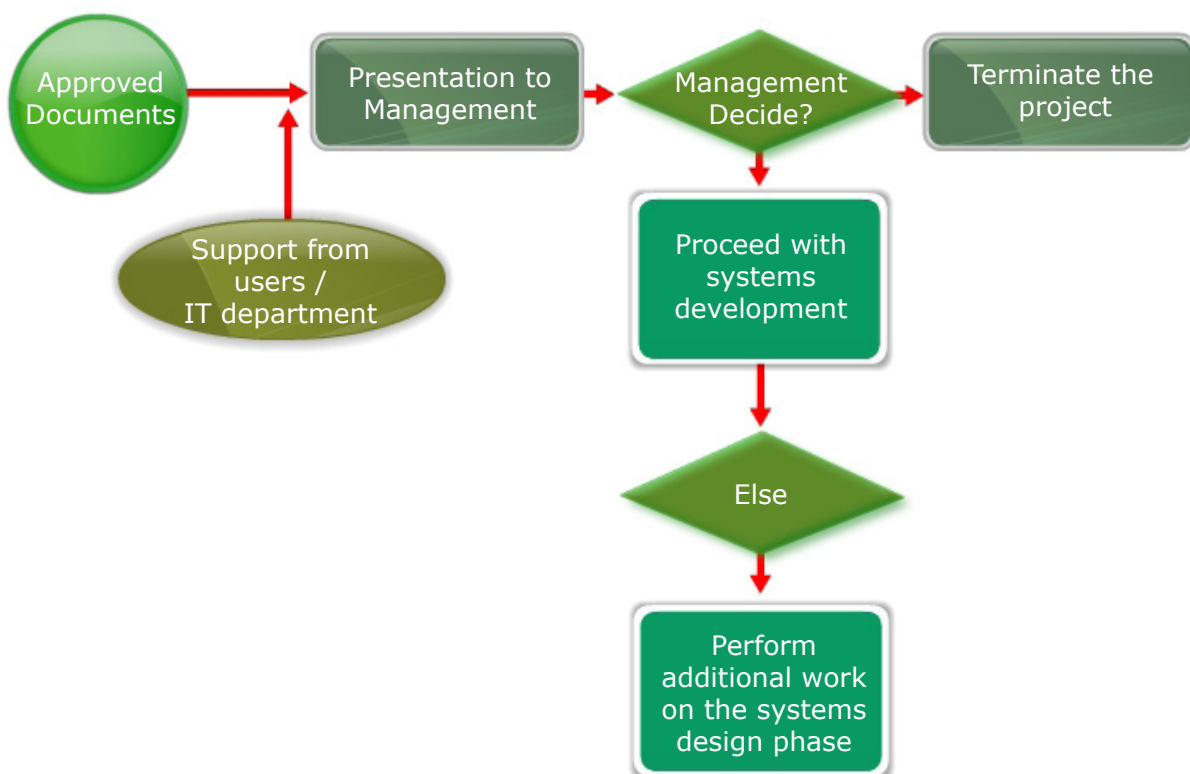 Approved
Documents
Presentation to
Management
Management
Decide?
Terminate the
project
Support from
users /
IT department
Proceed with
systems
development
Else
Perform
additional work
on the systems
design phase